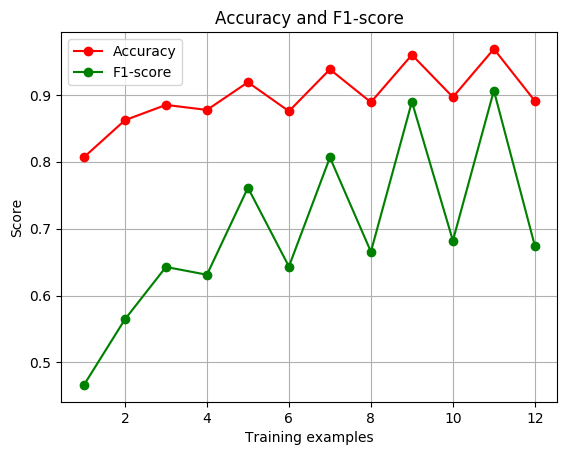 Accuracy and F1-score
Accuracy
F1-score
0.9
0.8
0.7
0.6
0.5
Score
2 4 6 8 10 12
Training examples